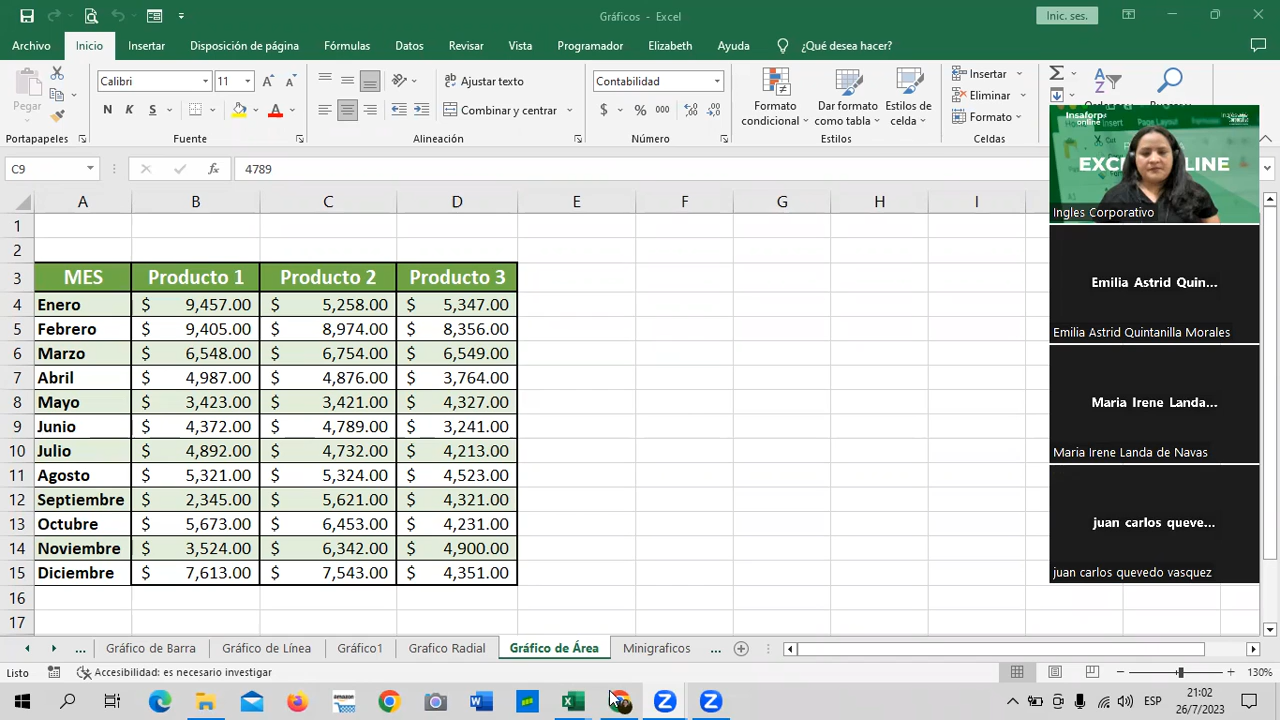 Gráficos - Excel
Inic. ses.
Archivo Inicio Insertar Disposición de página Fórmulas Datos Revisar Vista Programador Elizabeth Ayuda ¿Qué desea hacer?
Pegar
Calibri 11
N K S
Ajustar texto
Combinar y centrar
Contabilidad
$ % 000
Formato condicional
Dar formato como tabla
Estilos de celda
Insertar
Eliminar
Formato
Portapapeles Fuente Alineación Número Estilos Celdas
C9 fx 4789
A B C D E F G H I
1
2
3 MES Producto 1 Producto 2 Producto 3
4 Enero $ 9,457.00 $ 5,258.00 $ 5,347.00
5 Febrero $ 9,405.00 $ 8,974.00 $ 8,356.00
6 Marzo $ 6,548.00 $ 6,754.00 $ 6,549.00
7 Abril $ 4,987.00 $ 4,876.00 $ 3,764.00
8 Mayo $ 3,423.00 $ 3,421.00 $ 4,327.00
9 Junio $ 4,372.00 $ 4,789.00 $ 3,241.00
10 Julio $ 4,892.00 $ 4,732.00 $ 4,213.00
11 Agosto $ 5,321.00 $ 5,324.00 $ 4,523.00
12 Septiembre $ 2,345.00 $ 5,621.00 $ 4,321.00
13 Octubre $ 5,673.00 $ 6,453.00 $ 4,231.00
14 Noviembre $ 3,524.00 $ 6,342.00 $ 4,900.00
15 Diciembre $ 7,613.00 $ 7,543.00 $ 4,351.00
16
17
Insaforp
online
Page Layout
Ingles Corporativo
Emilia Astrid Quin...
Emilia Astrid Quintanilla Morales
Maria Irene Landa...
Maria Irene Landa de Navas
juan carlos queve...
juan carlos quevedo vasquez
... Gráfico de Barra Gráfico de Línea Gráfico1 Grafico Radial Gráfico de Área Minigraficos ...
Listo Accesibilidad: es necesario investigar 130%
ESP
21:02
26/7/2023